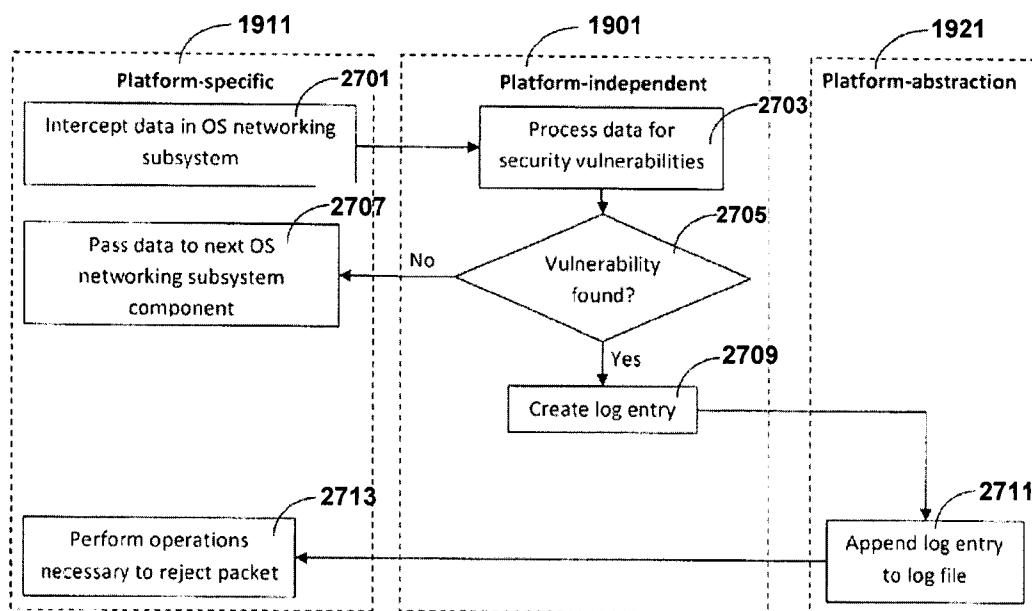 1911
1901
1921
Platform-specific
Platform-independent
Platform-abstraction
2701
2703
Intercept data in OS networking
subsystem
Process data for
security vulnerabilities
2707
2705
Pass data to next OS
networking subsystem
component
No
Vulnerability
found?
Yes
2709
Create log entry
2713
2711
Perform operations
necessary to reject packet
Append log entry
to log file